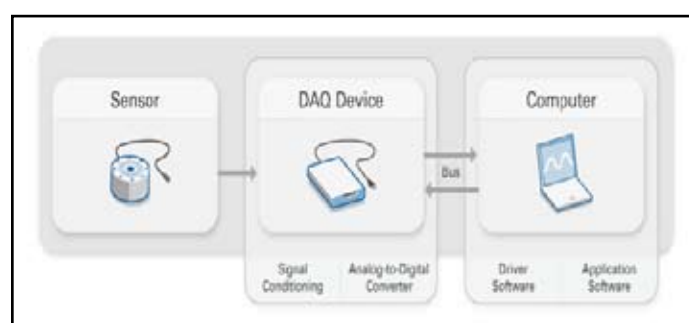 Sensor
DAQ Device
Computer
Bus
Signal
Conditioning
Analog-to-Digital
Converter
Driver
Software
Application
Software